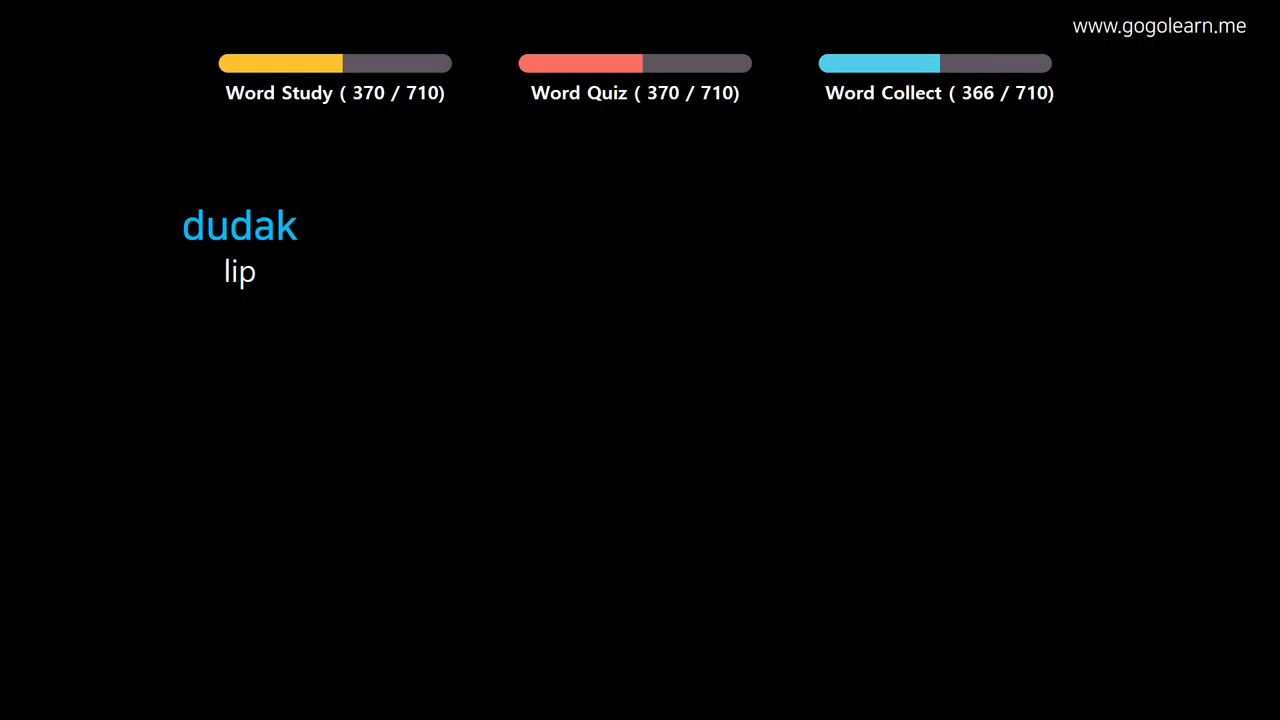 www.gogolearn.me
Word Study ( 370 / 710)
Word Quiz ( 370 / 710)
Word Collect ( 366 / 710)
dudak
lip